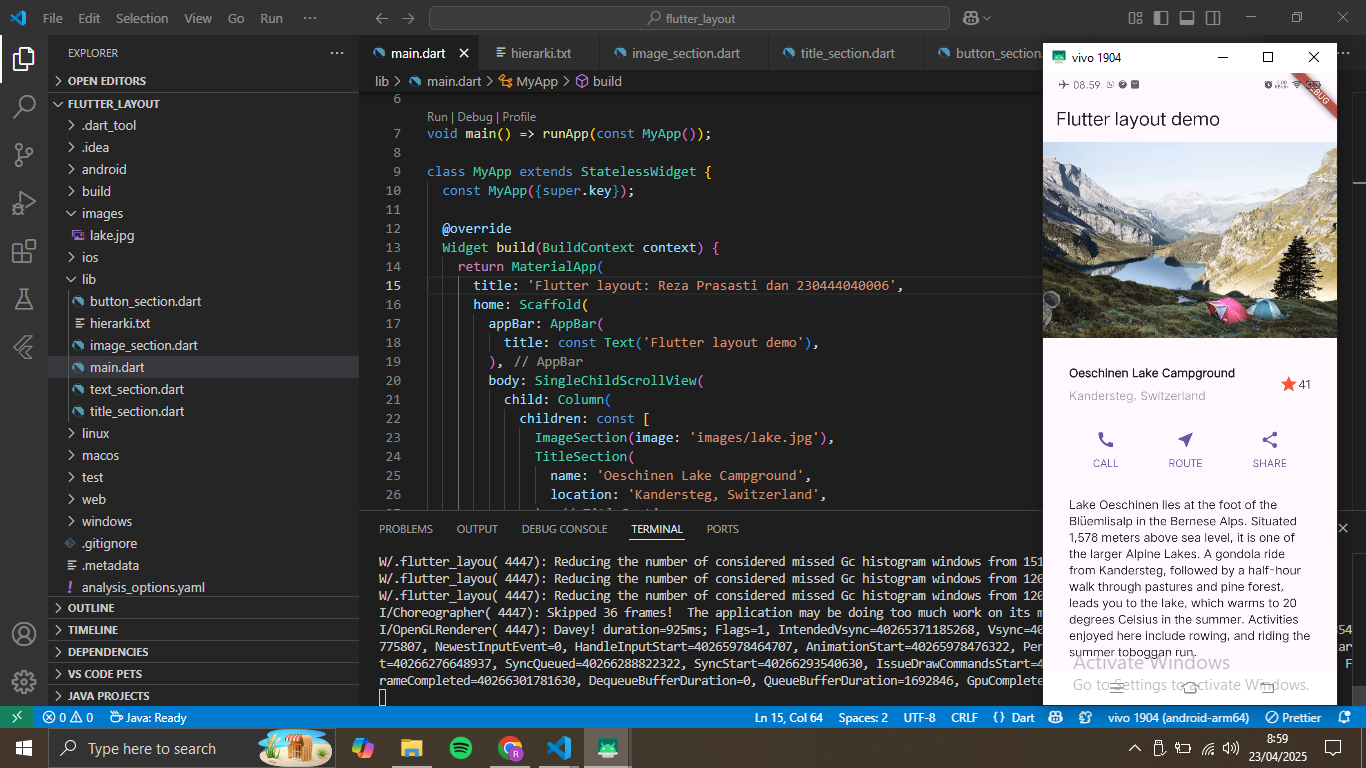 File Edit Selection View Go Run ···
flutter_layout
EXPLORER
OPEN EDITORS
FLUTTER_LAYOUT
.dart_tool
.idea
android
build
images
lake.jpg
ios
lib
button_section.dart
hierarki.txt
image_section.dart
main.dart
text_section.dart
title_section.dart
linux
macos
test
web
windows
.gitignore
.metadata
analysis_options.yaml
OUTLINE
TIMELINE
DEPENDENCIES
VS CODE PETS
JAVA PROJECTS
main.dart hierarki.txt image_section.dart title_section.dart button_section.
lib > main.dart > MyApp > build
6
Run | Debug | Profile
7 void main() => runApp(const MyApp());
8
9 class MyApp extends StatelessWidget {
10 const MyApp({super.key});
11
12 @override
13 Widget build(BuildContext context) {
14 return MaterialApp(
15 title: 'Flutter layout: Reza Prasasti dan 230444040006',
16 home: Scaffold(
17 appBar: AppBar(
18 title: const Text('Flutter layout demo'),
19 ), // AppBar
20 body: SingleChildScrollView(
21 child: Column(
22 children: const [
23 ImageSection(image: 'images/lake.jpg'),
24 TitleSection(
25 name: 'Oeschinen Lake Campground',
26 location: 'Kandersteg, Switzerland',
PROBLEMS OUTPUT DEBUG CONSOLE TERMINAL PORTS
W/.flutter_layou( 4447): Reducing the number of considered missed Gc histogram windows from 151
W/.flutter_layou( 4447): Reducing the number of considered missed Gc histogram windows from 120
W/.flutter_layou( 4447): Reducing the number of considered missed Gc histogram windows from 120
I/Choreographer( 4447): Skipped 36 frames!  The application may be doing too much work on its m
I/OpenGLRenderer( 4447): Davey! duration=925ms; Flags=1, IntendedVsync=40265371185268, Vsync=40
775807, NewestInputEvent=0, HandleInputStart=40265978464707, AnimationStart=40265978476322, Per
t=40266276648937, SyncQueued=40266288822322, SyncStart=40266293540630, IssueDrawCommandsStart=4
rameCompleted=40266301781630, DequeueBufferDuration=0, QueueBufferDuration=1692846, GpuComplete
vivo 1904
08.59
DEBUG
Flutter layout demo
Oeschinen Lake Campground
Kandersteg, Switzerland
41
CALL ROUTE SHARE
Lake Oeschinen lies at the foot of the
Blüemlisalp in the Bernese Alps. Situated
1,578 meters above sea level, it is one of
the larger Alpine Lakes. A gondola ride
from Kandersteg, followed by a half-hour
walk through pastures and pine forest,
leads you to the lake, which warms to 20
degrees Celsius in the summer. Activities
enjoyed here include rowing, and riding the
summer toboggan run.
Activate Windows
Go to Settings to activate Windows.
0 0 Java: Ready Ln 15, Col 64 Spaces: 2 UTF-8 CRLF {} Dart vivo 1904 (android-arm64) Prettier
Type here to search
8:59
23/04/2025